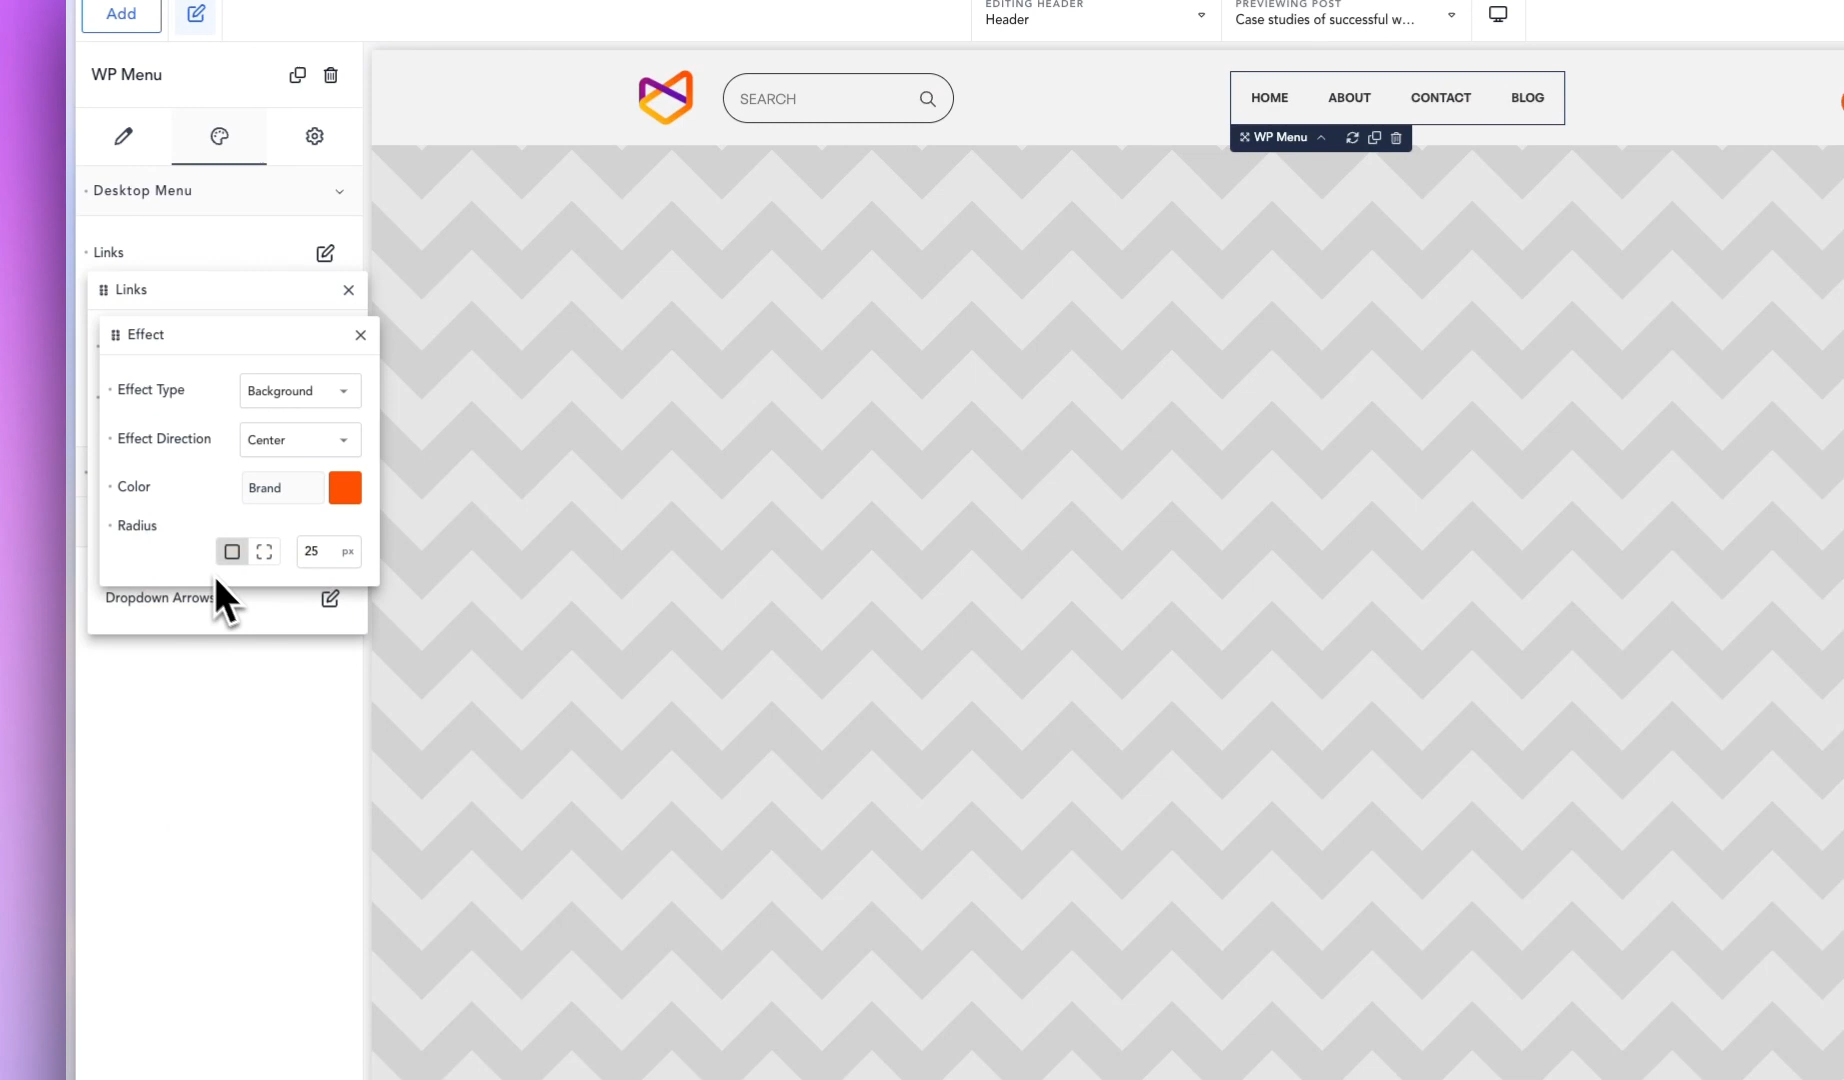 Add
EDITING HEADER
Header
PREVIEWING POST
Case studies of successful w...
WP Menu
SEARCH
HOME
ABOUT
CONTACT
BLOG
WP Menu
Desktop Menu
Links
Links
Effect
Effect Type
Background
Effect Direction
Center
Color
Brand
Radius
25
px
Dropdown Arrows